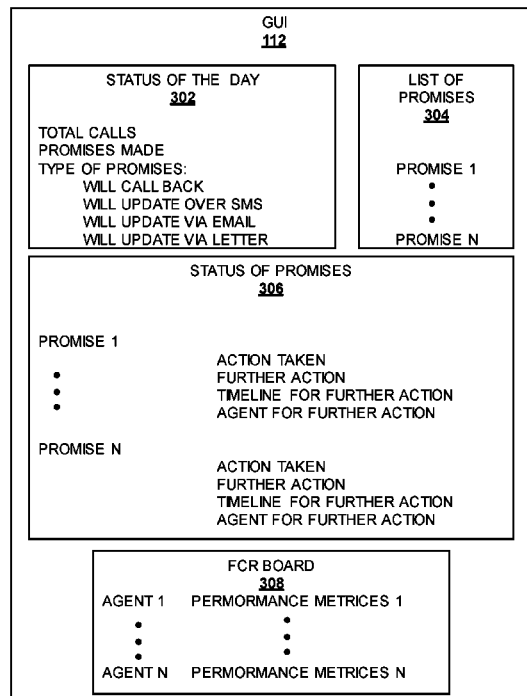 GUI
112
STATUS OF THE DAY
302
TOTAL CALLS
PROMISES MADE
TYPE OF PROMISES:
WILL CALL BACK
WILL UPDATE OVER SMS
WILL UPDATE VIA EMAIL
WILL UPDATE VIA LETTER
LIST OF
PROMISES
304
PROMISE 1
PROMISE N
STATUS OF PROMISES
306
PROMISE 1
ACTION TAKEN
FURTHER ACTION
TIMELINE FOR FURTHER ACTION
AGENT FOR FURTHER ACTION
PROMISE N
ACTION TAKEN
FURTHER ACTION
TIMELINE FOR FURTHER ACTION
AGENT FOR FURTHER ACTION
FCR BOARD
308
AGENT 1 PERMORMANCE METRICES 1
AGENT N PERMORMANCE METRICES N